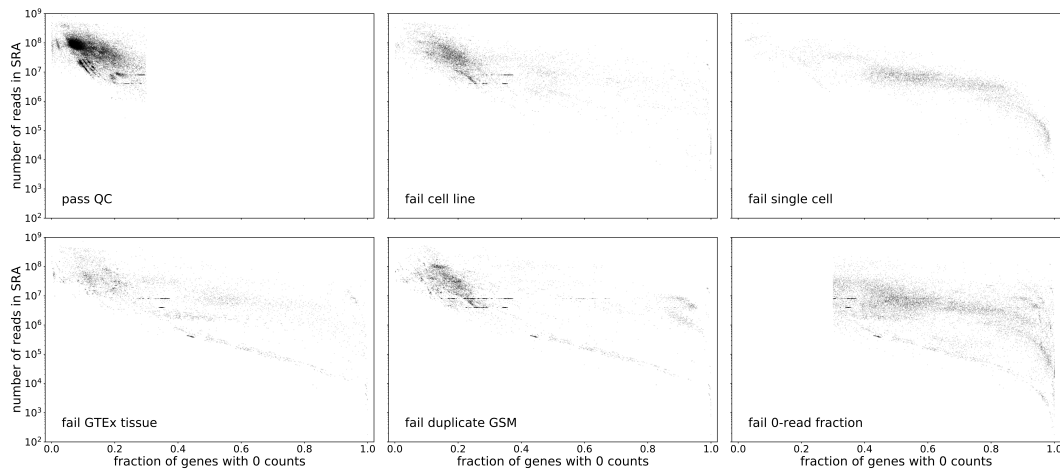 number of reads in SRA
10⁹
10⁸
10⁷
10⁶
10⁵
10⁴
10³
10²
pass QC
fail cell line
fail single cell
number of reads in SRA
10⁹
10⁸
10⁷
10⁶
10⁵
10⁴
10³
10²
fail GTEx tissue
fail duplicate GSM
fail 0-read fraction
0.0 0.2 0.4 0.6 0.8 1.0
0.0 0.2 0.4 0.6 0.8 1.0
0.0 0.2 0.4 0.6 0.8 1.0
fraction of genes with 0 counts
fraction of genes with 0 counts
fraction of genes with 0 counts